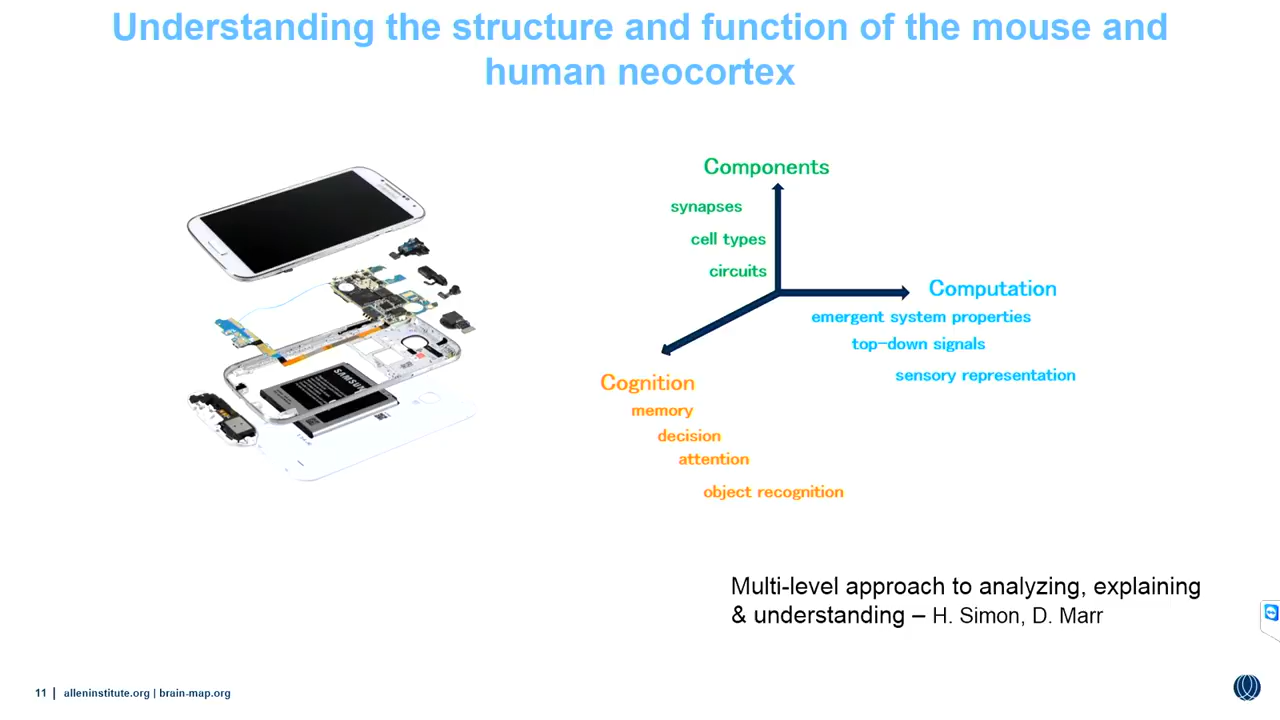 Understanding the structure and function of the mouse and
human neocortex
Components
synapses
cell types
circuits
Computation
emergent system properties
top-down signals
sensory representation
Cognition
memory
decision
attention
object recognition
SAMSUNG
Multi-level approach to analyzing, explaining
& understanding – H. Simon, D. Marr
11 | alleninstitute.org | brain-map.org